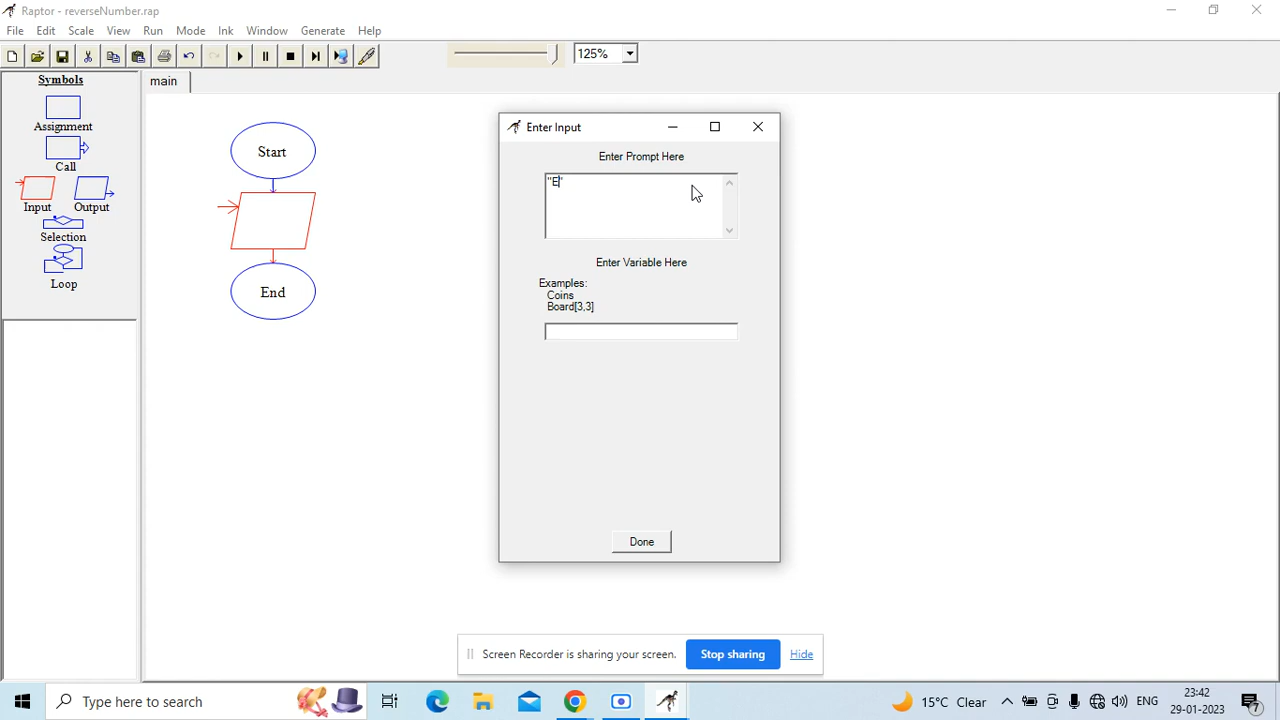 Raptor - reverseNumber.rap
File Edit Scale View Run Mode Ink Window Generate Help
125%
Symbols
Assignment
Call
Input Output
Selection
Loop
main
Start
End
Enter Input
Enter Prompt Here
"E"
Enter Variable Here
Examples:
Coins
Board[3,3]
Done
Screen Recorder is sharing your screen. Stop sharing Hide
Type here to search
15°C Clear
ENG
23:42
29-01-2023
7